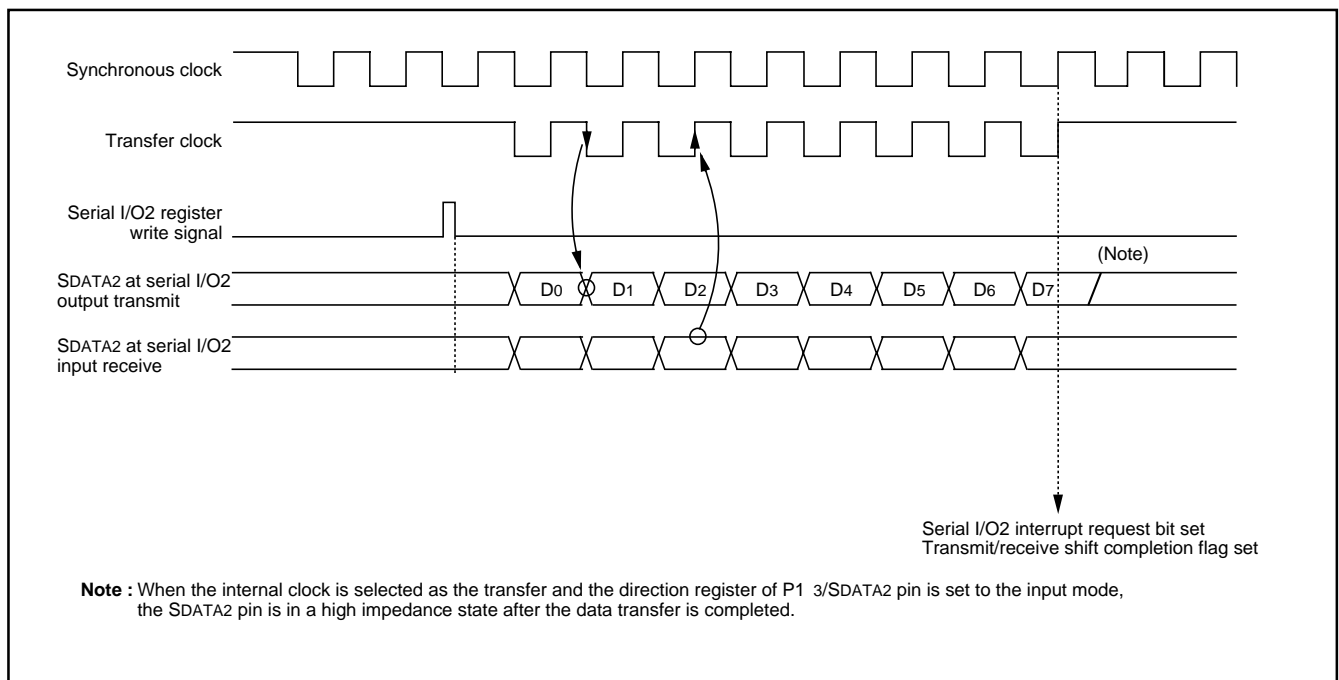 Synchronous clock
Transfer clock
Serial I/O2 register
write signal
(Note)
SDATA2 at serial I/O2
output transmit
D0 D1 D2 D3 D4 D5 D6 D7
SDATA2 at serial I/O2
input receive
Serial I/O2 interrupt request bit set
Transmit/receive shift completion flag set
Note : When the internal clock is selected as the transfer and the direction register of P1 3/SDATA2 pin is set to the input mode,
the SDATA2 pin is in a high impedance state after the data transfer is completed.